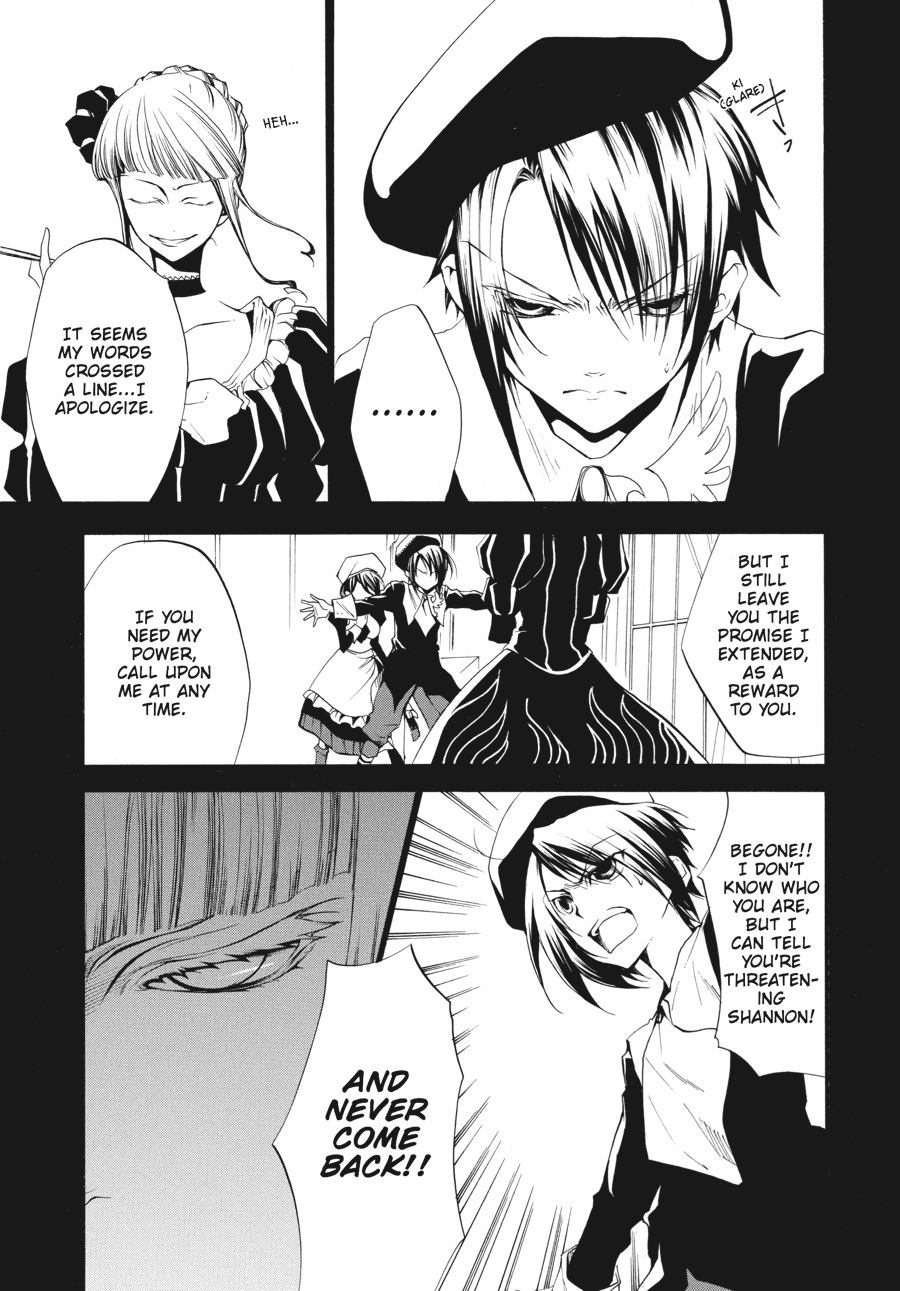 KI
(GLARE)
......
HEH...
IT SEEMS
MY WORDS
CROSSED
A LINE...I
APOLOGIZE.
BUT I
STILL
LEAVE
YOU THE
PROMISE I
EXTENDED,
AS A
REWARD
TO YOU.
IF YOU
NEED MY
POWER,
CALL UPON
ME AT ANY
TIME.
BEGONE!!
I DON'T
KNOW WHO
YOU ARE,
BUT I
CAN TELL
YOU'RE
THREATEN-
ING
SHANNON!
AND
NEVER
COME
BACK!!